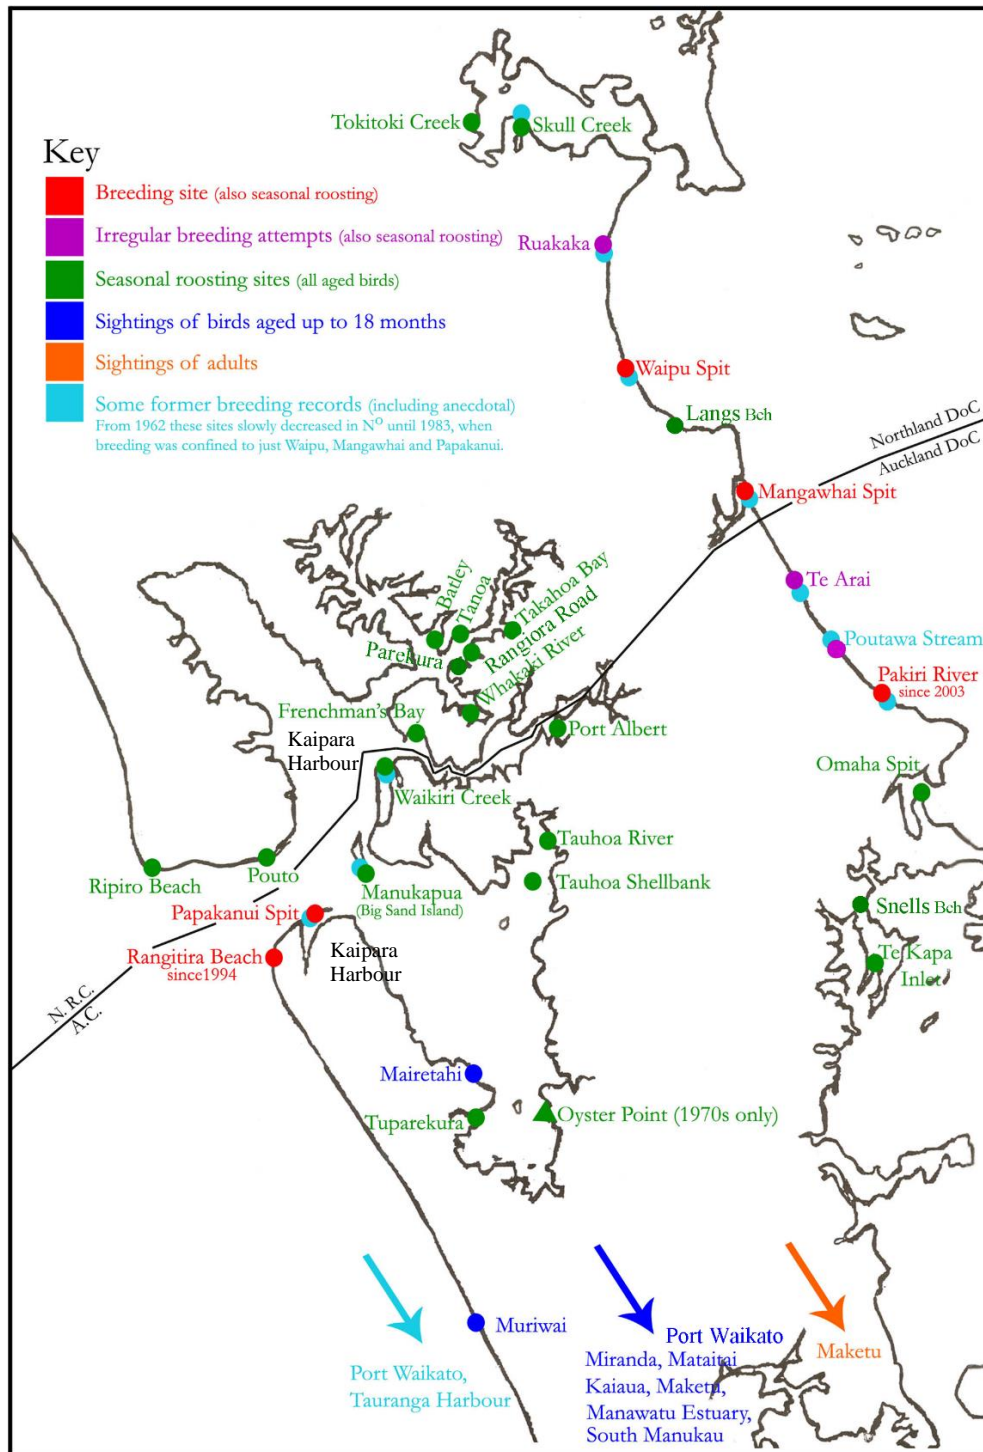 Tokitoki Creek
Skull Creek
Key
Breeding site (also seasonal roosting)
Irregular breeding attempts (also seasonal roosting)
Seasonal roosting sites (all aged birds)
Sightings of birds aged up to 18 months
Sightings of adults
Some former breeding records (including anecdotal)
From 1962 these sites slowly decreased in Nº until 1983, when
breeding was confined to just Waipu, Mangawhai and Papakanui.
Ruakaka
Waipu Spit
Langs Bch
Northland DoC
Auckland DoC
Mangawhai Spit
Te Arai
Poutawa Stream
Pakiri River
since 2003
Batley
Tanoa
Takahoa Bay
Rangiora Road
Parekura
Whakaki River
Frenchman's Bay
Port Albert
Kaipara
Harbour
Omaha Spit
Waikiri Creek
Tauhoa River
Ripiro Beach
Pouto
Manukapua
(Big Sand Island)
Tauhoa Shellbank
Snells Bch
Papakanui Spit
Rangitira Beach
since1994
Kaipara
Harbour
Te Kapa
Inlet
N. R.C.
A.C.
Mairetahi
Tuparekura
Oyster Point (1970s only)
Muriwai
Port Waikato,
Tauranga Harbour
Port Waikato
Miranda, Mataitai
Kaiaua, Maketu,
Manawatu Estuary,
South Manukau
Maketu